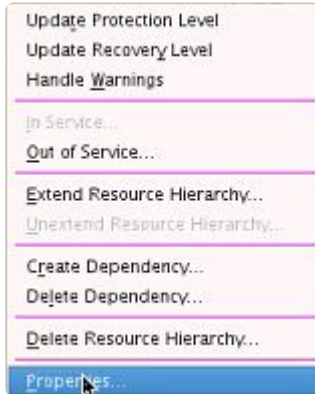 Update Protection Level
Update Recovery Level
Handle Warnings
In Service...
Out of Service...
Extend Resource Hierarchy...
Unextend Resource Hierarchy...
Create Dependency...
Delete Dependency...
Delete Resource Hierarchy...
Properties...